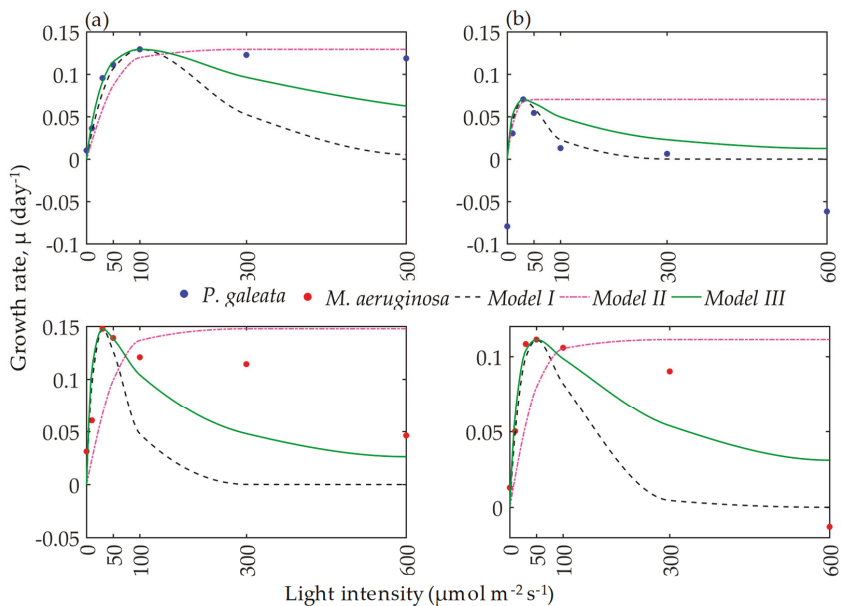 (a) (b)
0.15 0.15
0.1 0.1
0.05 0.05
0 0
-0.05 -0.05
-0.1 -0.1
0 50 100 300 600 0 50 100 300 600
Growth rate, µ (day-1)
P. galeata M. aeruginosa Model I Model II Model III
0.15
0.1 0.1
0.05 0.05
0 0
-0.05
0 50 100 300 600 0 50 100 300 600
Light intensity (µmol m-2 s-1)